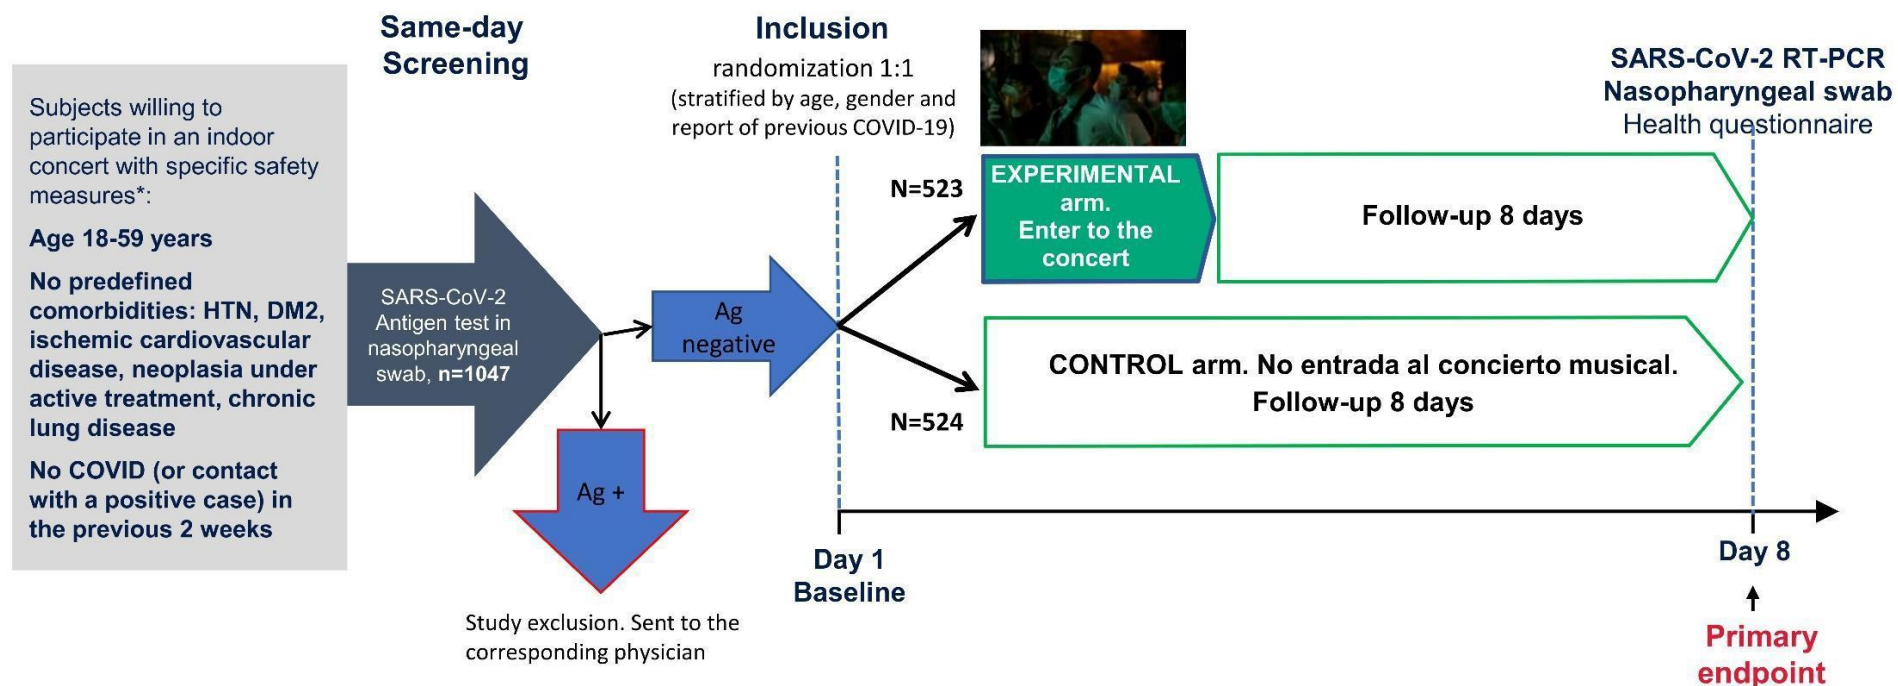 Same-day
Screening
Subjects willing to
participate in an indoor
concert with specific safety
measures*:
Age 18-59 years
No predefined
comorbidities: HTN, DM2,
ischemic cardiovascular
disease, neoplasia under
active treatment, chronic
lung disease
No COVID (or contact
with a positive case) in
the previous 2 weeks
SARS-CoV-2
Antigen test in
nasopharyngeal
swab, n=1047
Ag
negative
Ag +
Study exclusion. Sent to the
corresponding physician
Inclusion
randomization 1:1
(stratified by age, gender and
report of previous COVID-19)
N=523
EXPERIMENTAL
arm.
Enter to the
concert
Follow-up 8 days
N=524
CONTROL arm. No entrada al concierto musical.
Follow-up 8 days
SARS-CoV-2 RT-PCR
Nasopharyngeal swab
Health questionnaire
Day 1
Baseline
Day 8
Primary
endpoint